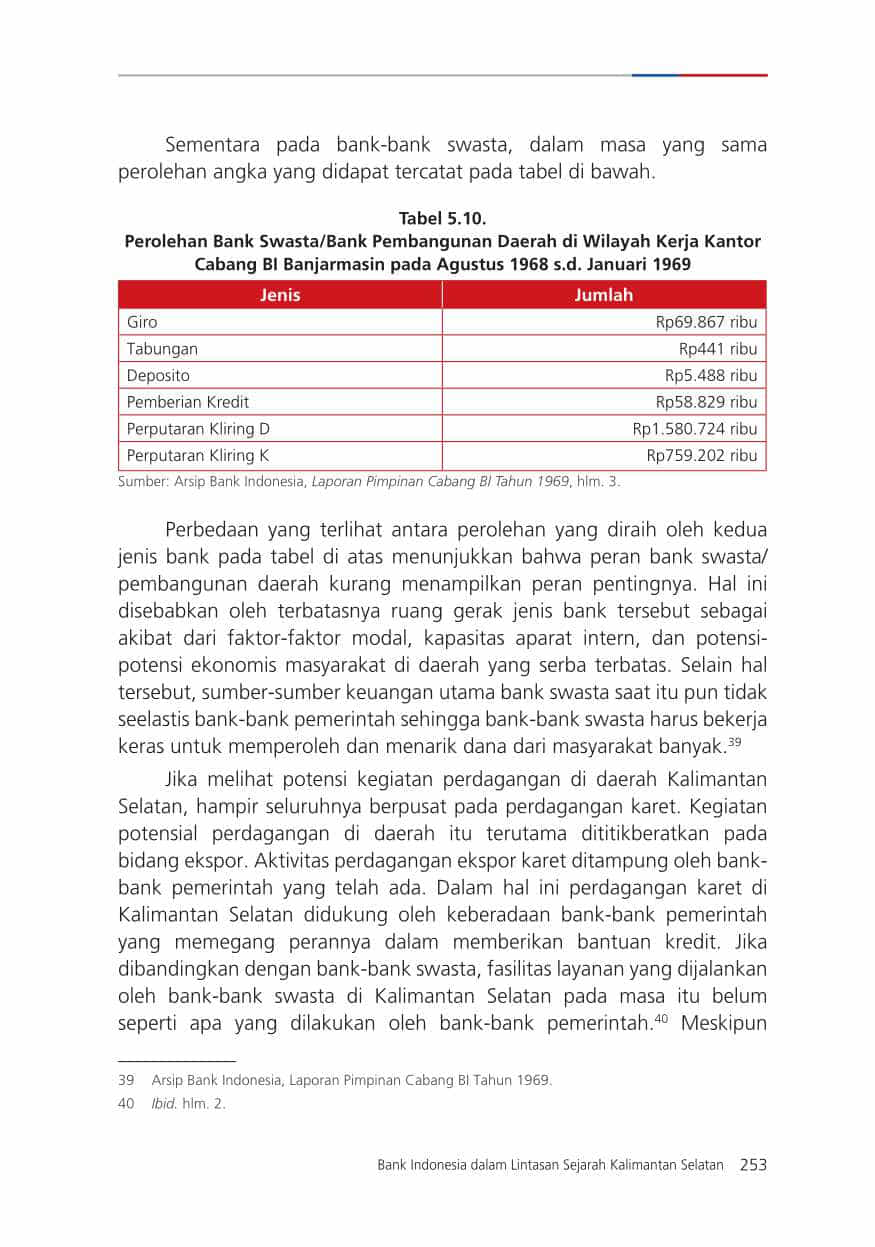 Sementara pada bank-bank swasta, dalam masa yang sama
perolehan angka yang didapat tercatat pada tabel di bawah.
Tabel 5.10.
Perolehan Bank Swasta/Bank Pembangunan Daerah di Wilayah Kerja Kantor
Cabang BI Banjarmasin pada Agustus 1968 s.d. Januari 1969
Jenis Jumlah
Giro Rp69.867 ribu
Tabungan Rp441 ribu
Deposito Rp5.488 ribu
Pemberian Kredit Rp58.829 ribu
Perputaran Kliring D Rp1.580.724 ribu
Perputaran Kliring K Rp759.202 ribu
Sumber: Arsip Bank Indonesia, Laporan Pimpinan Cabang BI Tahun 1969, hlm. 3.
Perbedaan yang terlihat antara perolehan yang diraih oleh kedua
jenis bank pada tabel di atas menunjukkan bahwa peran bank swasta/
pembangunan daerah kurang menampilkan peran pentingnya. Hal ini
disebabkan oleh terbatasnya ruang gerak jenis bank tersebut sebagai
akibat dari faktor-faktor modal, kapasitas aparat intern, dan potensi-
potensi ekonomis masyarakat di daerah yang serba terbatas. Selain hal
tersebut, sumber-sumber keuangan utama bank swasta saat itu pun tidak
seelastis bank-bank pemerintah sehingga bank-bank swasta harus bekerja
keras untuk memperoleh dan menarik dana dari masyarakat banyak.39
Jika melihat potensi kegiatan perdagangan di daerah Kalimantan
Selatan, hampir seluruhnya berpusat pada perdagangan karet. Kegiatan
potensial perdagangan di daerah itu terutama dititikberatkan pada
bidang ekspor. Aktivitas perdagangan ekspor karet ditampung oleh bank-
bank pemerintah yang telah ada. Dalam hal ini perdagangan karet di
Kalimantan Selatan didukung oleh keberadaan bank-bank pemerintah
yang memegang perannya dalam memberikan bantuan kredit. Jika
dibandingkan dengan bank-bank swasta, fasilitas layanan yang dijalankan
oleh bank-bank swasta di Kalimantan Selatan pada masa itu belum
seperti apa yang dilakukan oleh bank-bank pemerintah.40 Meskipun
39 Arsip Bank Indonesia, Laporan Pimpinan Cabang BI Tahun 1969.
40 Ibid. hlm. 2.
Bank Indonesia dalam Lintasan Sejarah Kalimantan Selatan 253